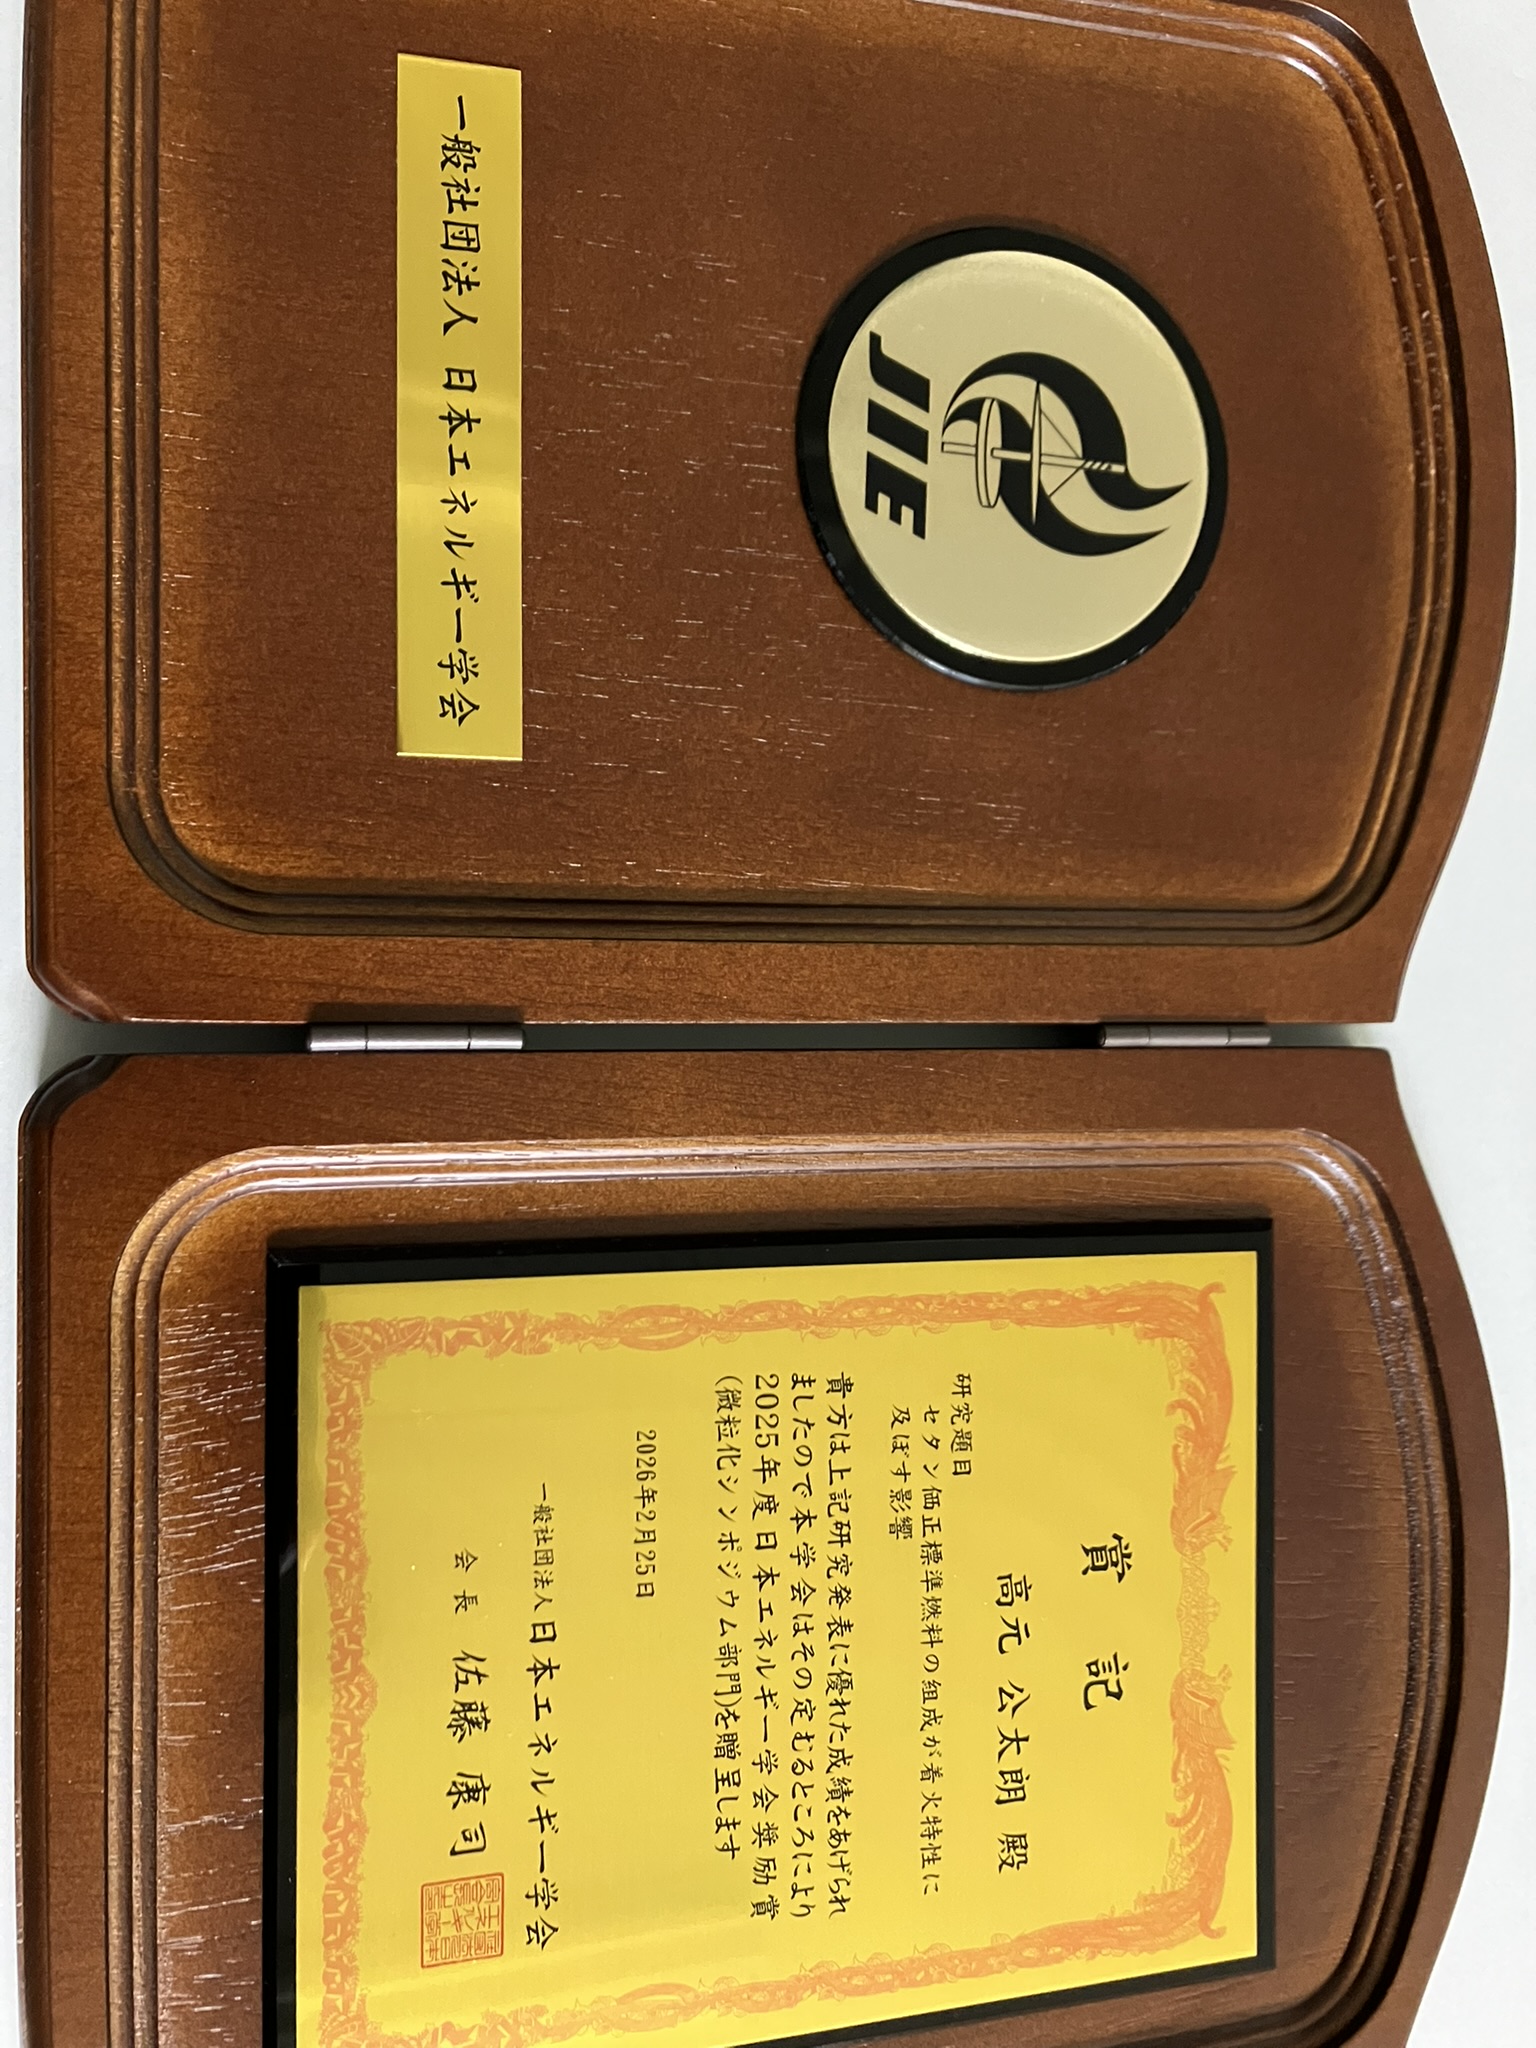 JIE
一般社団法人 日本エネルギー学会
賞 記
高元 公太朗 殿
研究題目
セタン価正標準燃料の組成が着火特性に
及ぼす影響
貴方は上記研究発表に優れた成績をあげられ
ましたので本学会はその定むるところにより
2025年度日本エネルギー学会奨励賞
(微粒化シンポジウム部門)を贈呈します
2026年2月25日
一般社団法人日本エネルギー学会
会長 佐藤 康司